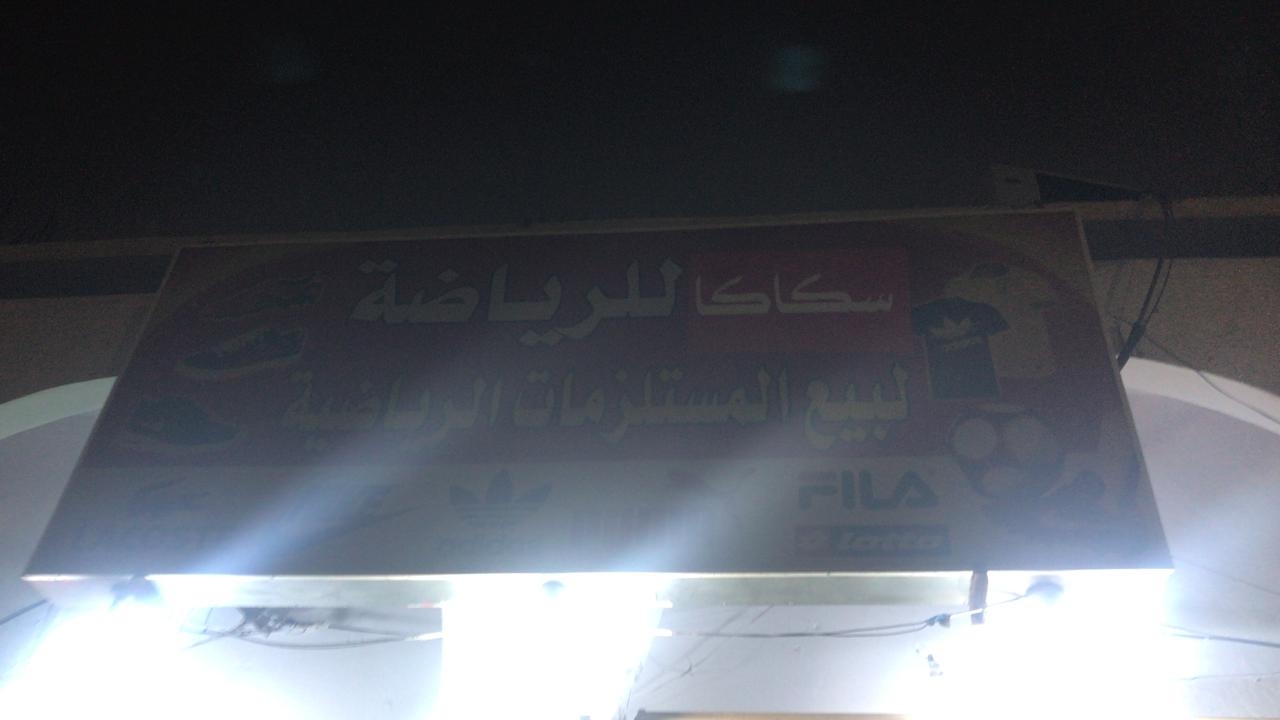 سكاكا للرياضة
لبيع المستلزمات الرياضية
FILA
lotto